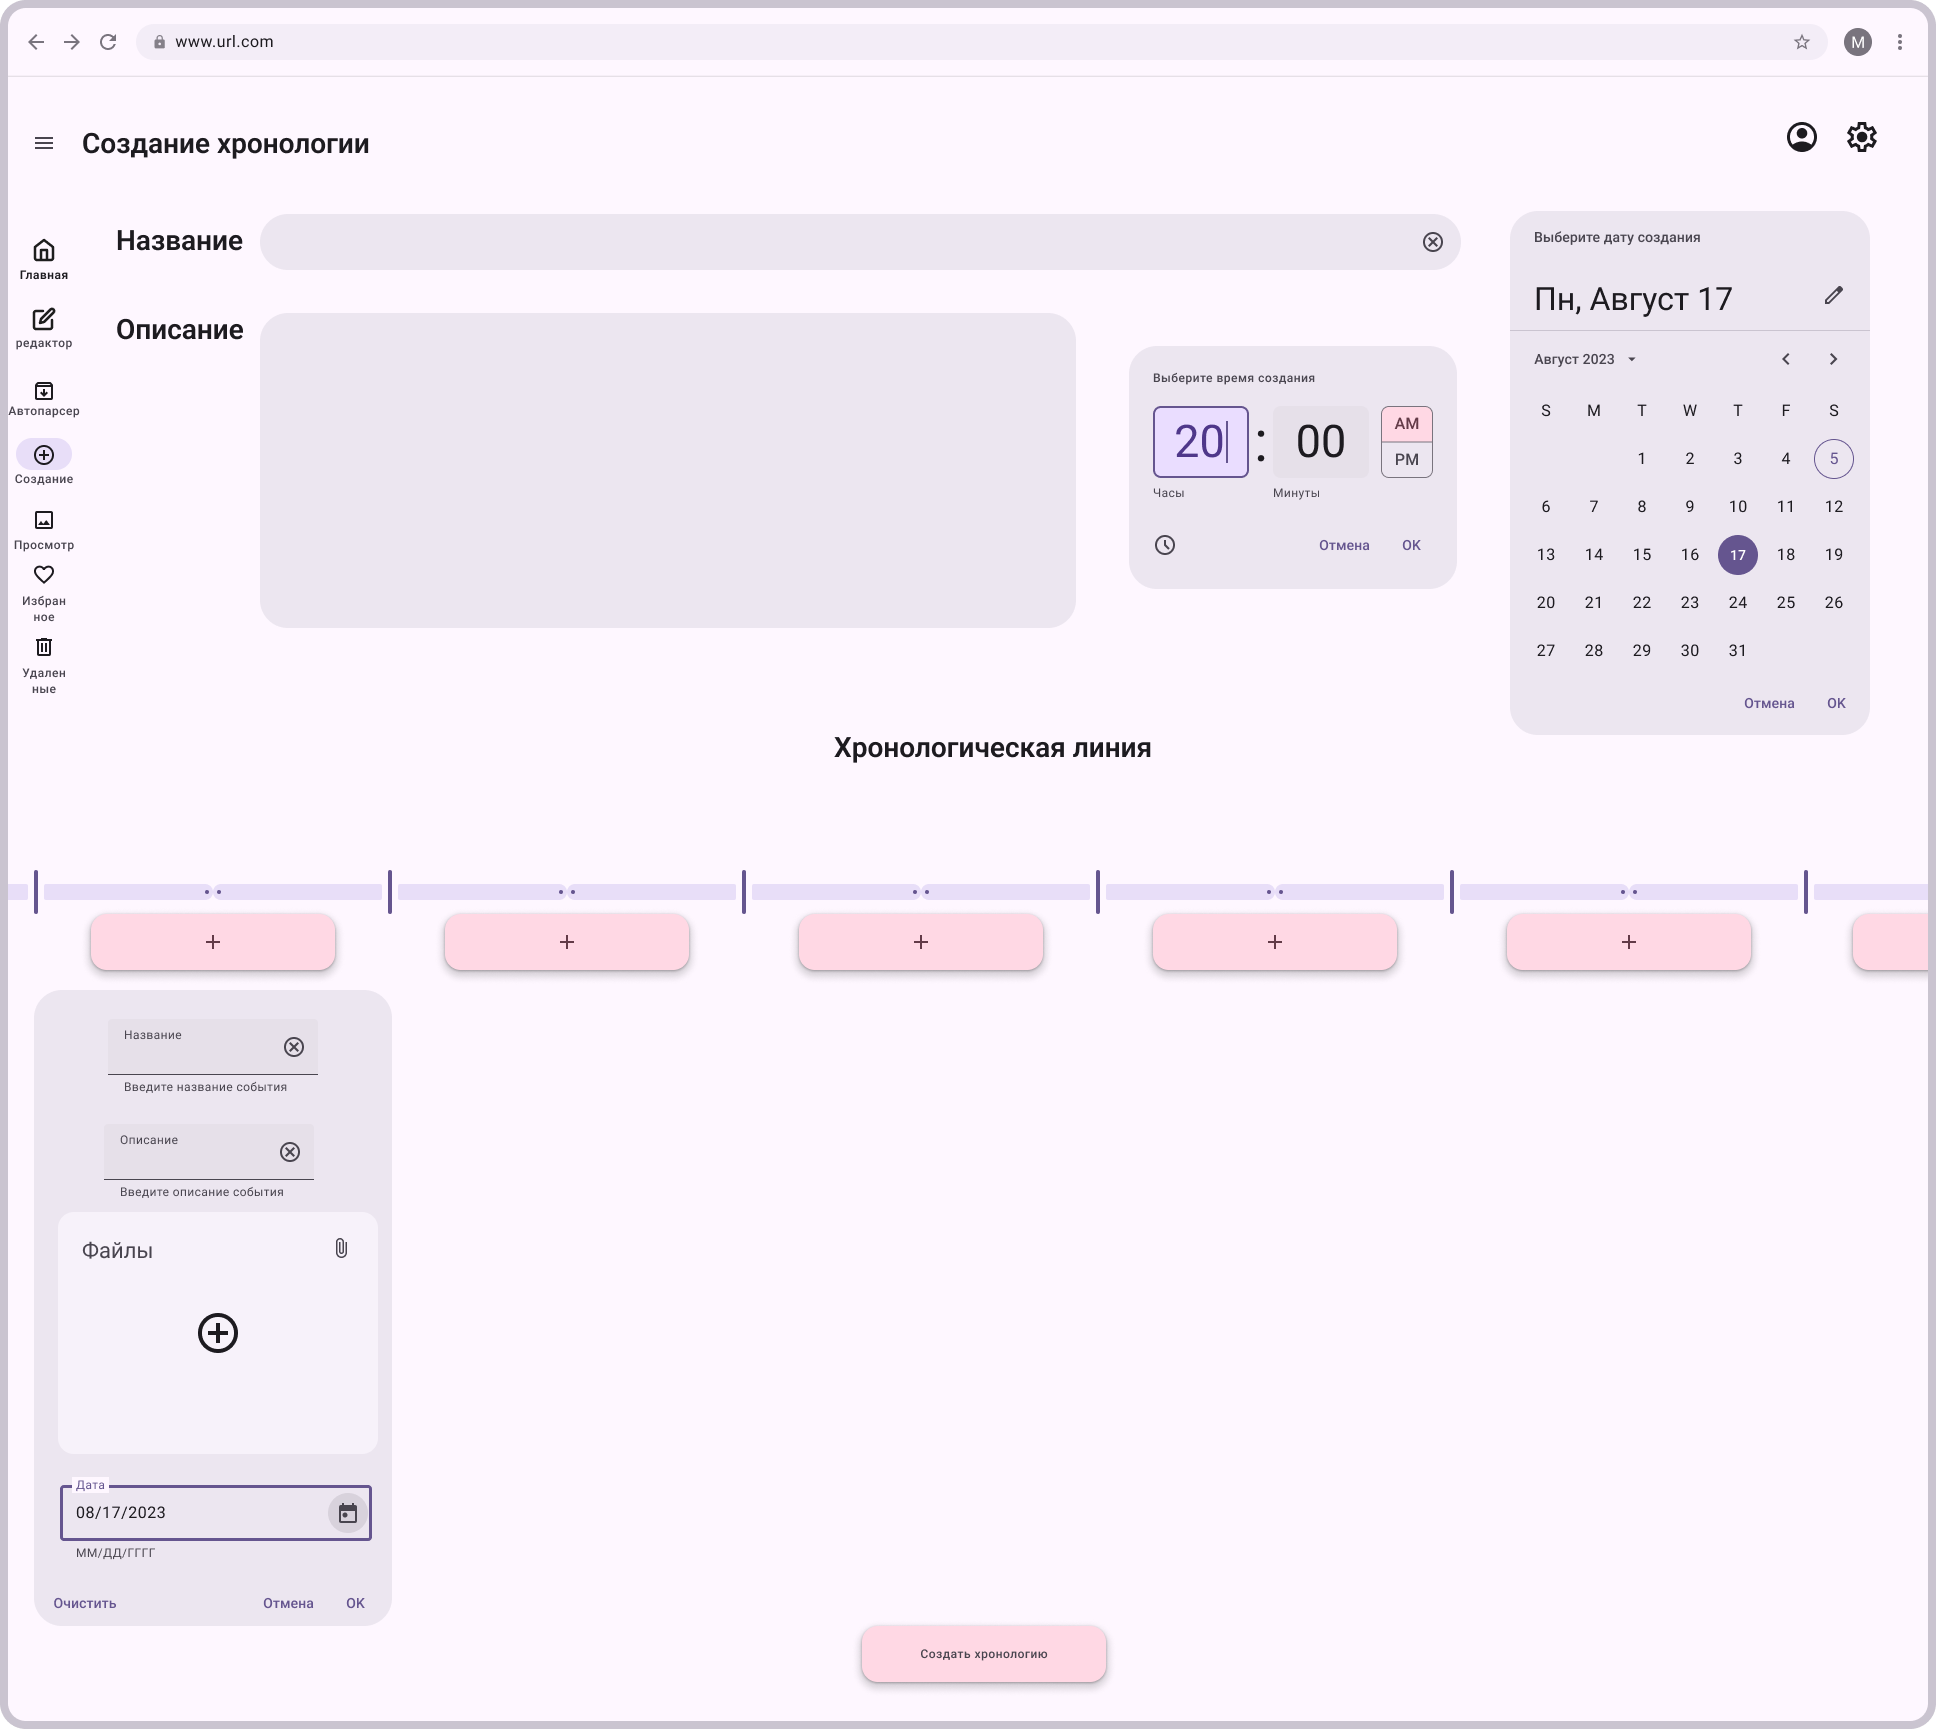 www.url.com
M
Создание хронологии
Главная
редактор
Автопарсер
Создание
Просмотр
Избран
ное
Удален
ные
Название
Описание
Выберите время создания
20 : 00
AM
PM
Часы
Минуты
Отмена OK
Выберите дату создания
Пн, Август 17
Август 2023
S M T W T F S
1 2 3 4 5
6 7 8 9 10 11 12
13 14 15 16 17 18 19
20 21 22 23 24 25 26
27 28 29 30 31
Отмена OK
Хронологическая линия
+ + + + +
Название
Введите название события
Описание
Введите описание события
Файлы
Дата
08/17/2023
ММ/ДД/ГГГГ
Очистить Отмена OK
Создать хронологию